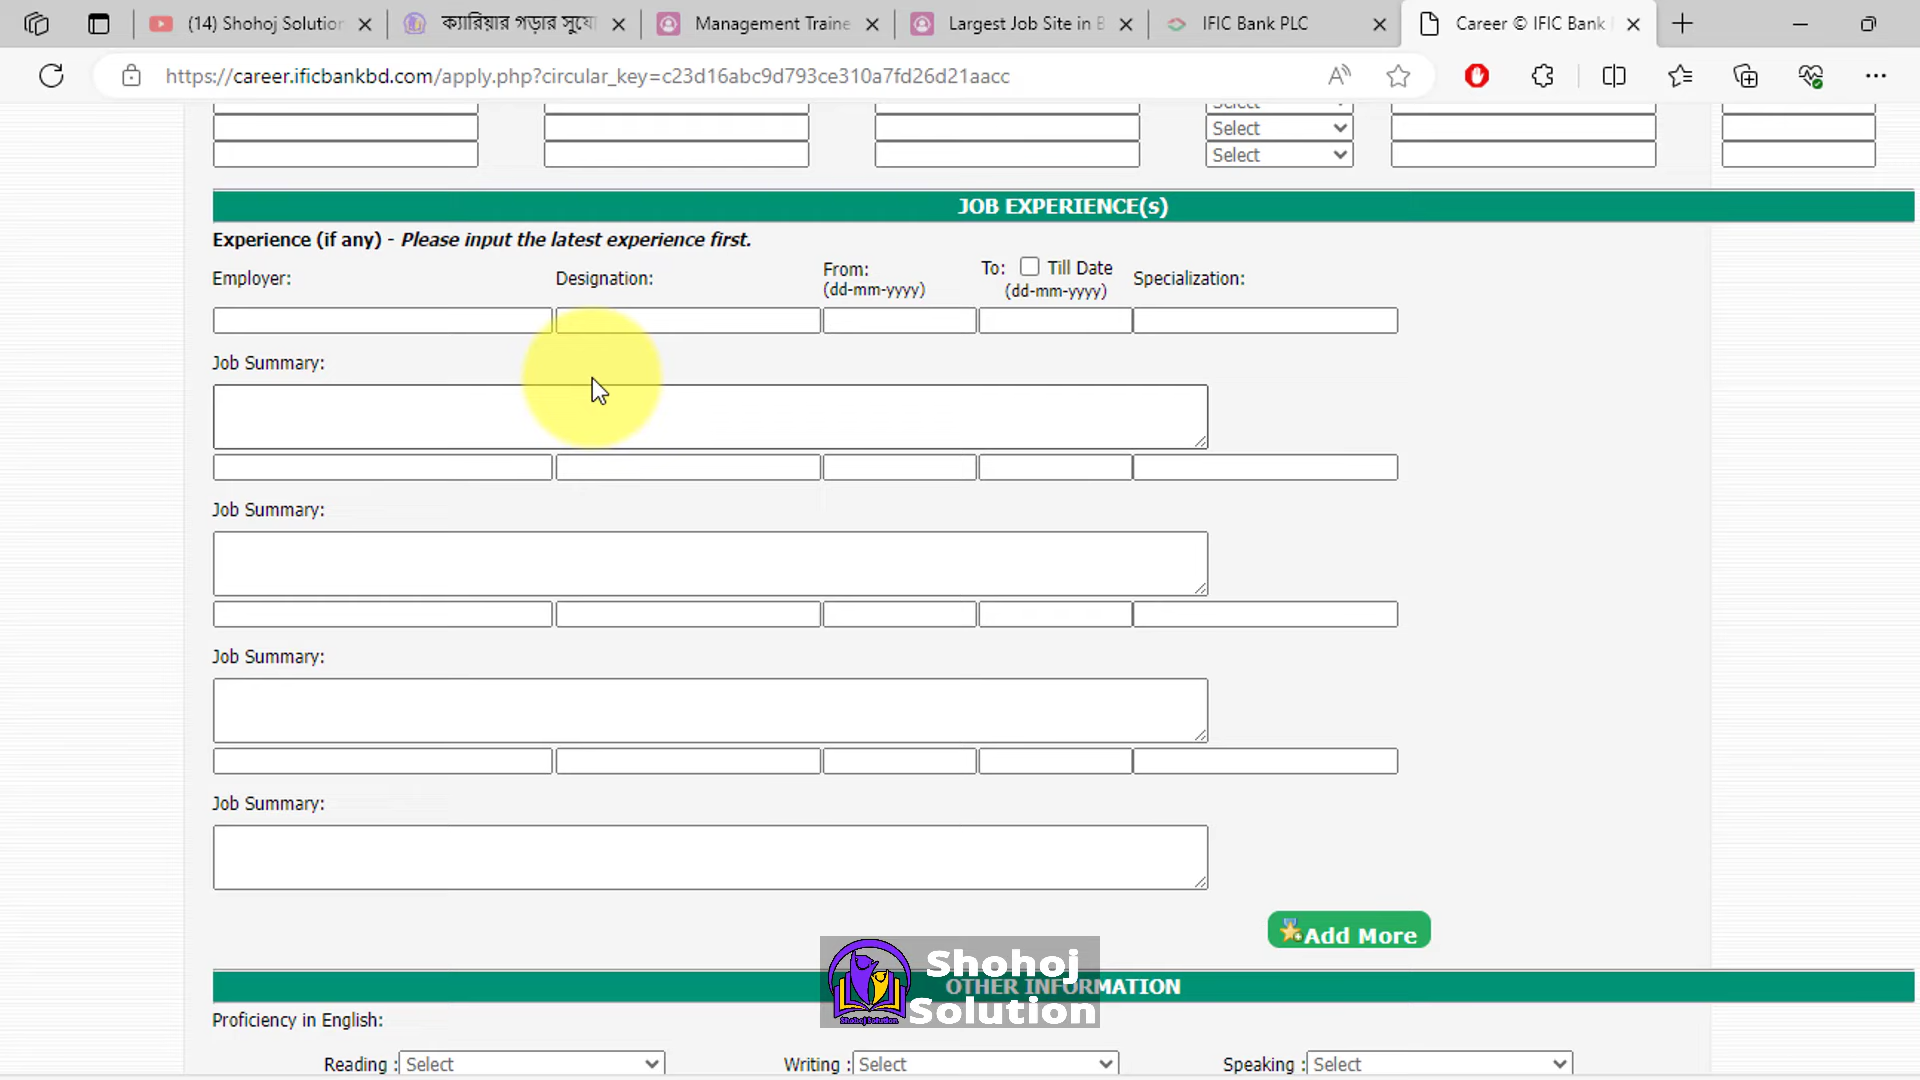 (14) Shohoj Solution
ক্যারিয়ার গড়ার সুযো
Management Traine
Largest Job Site in B
IFIC Bank PLC
Career © IFIC Bank
https://career.ificbankbd.com/apply.php?circular_key=c23d16abc9d793ce310a7fd26d21aacc
Select
Select
Select
JOB EXPERIENCE(s)
Experience (if any) - Please input the latest experience first.
Employer: Designation: From: (dd-mm-yyyy) To: Till Date (dd-mm-yyyy) Specialization:
Job Summary:
Job Summary:
Job Summary:
Job Summary:
Add More
OTHER INFORMATION
Shohoj
Solution
Proficiency in English:
Reading : Select Writing : Select Speaking : Select